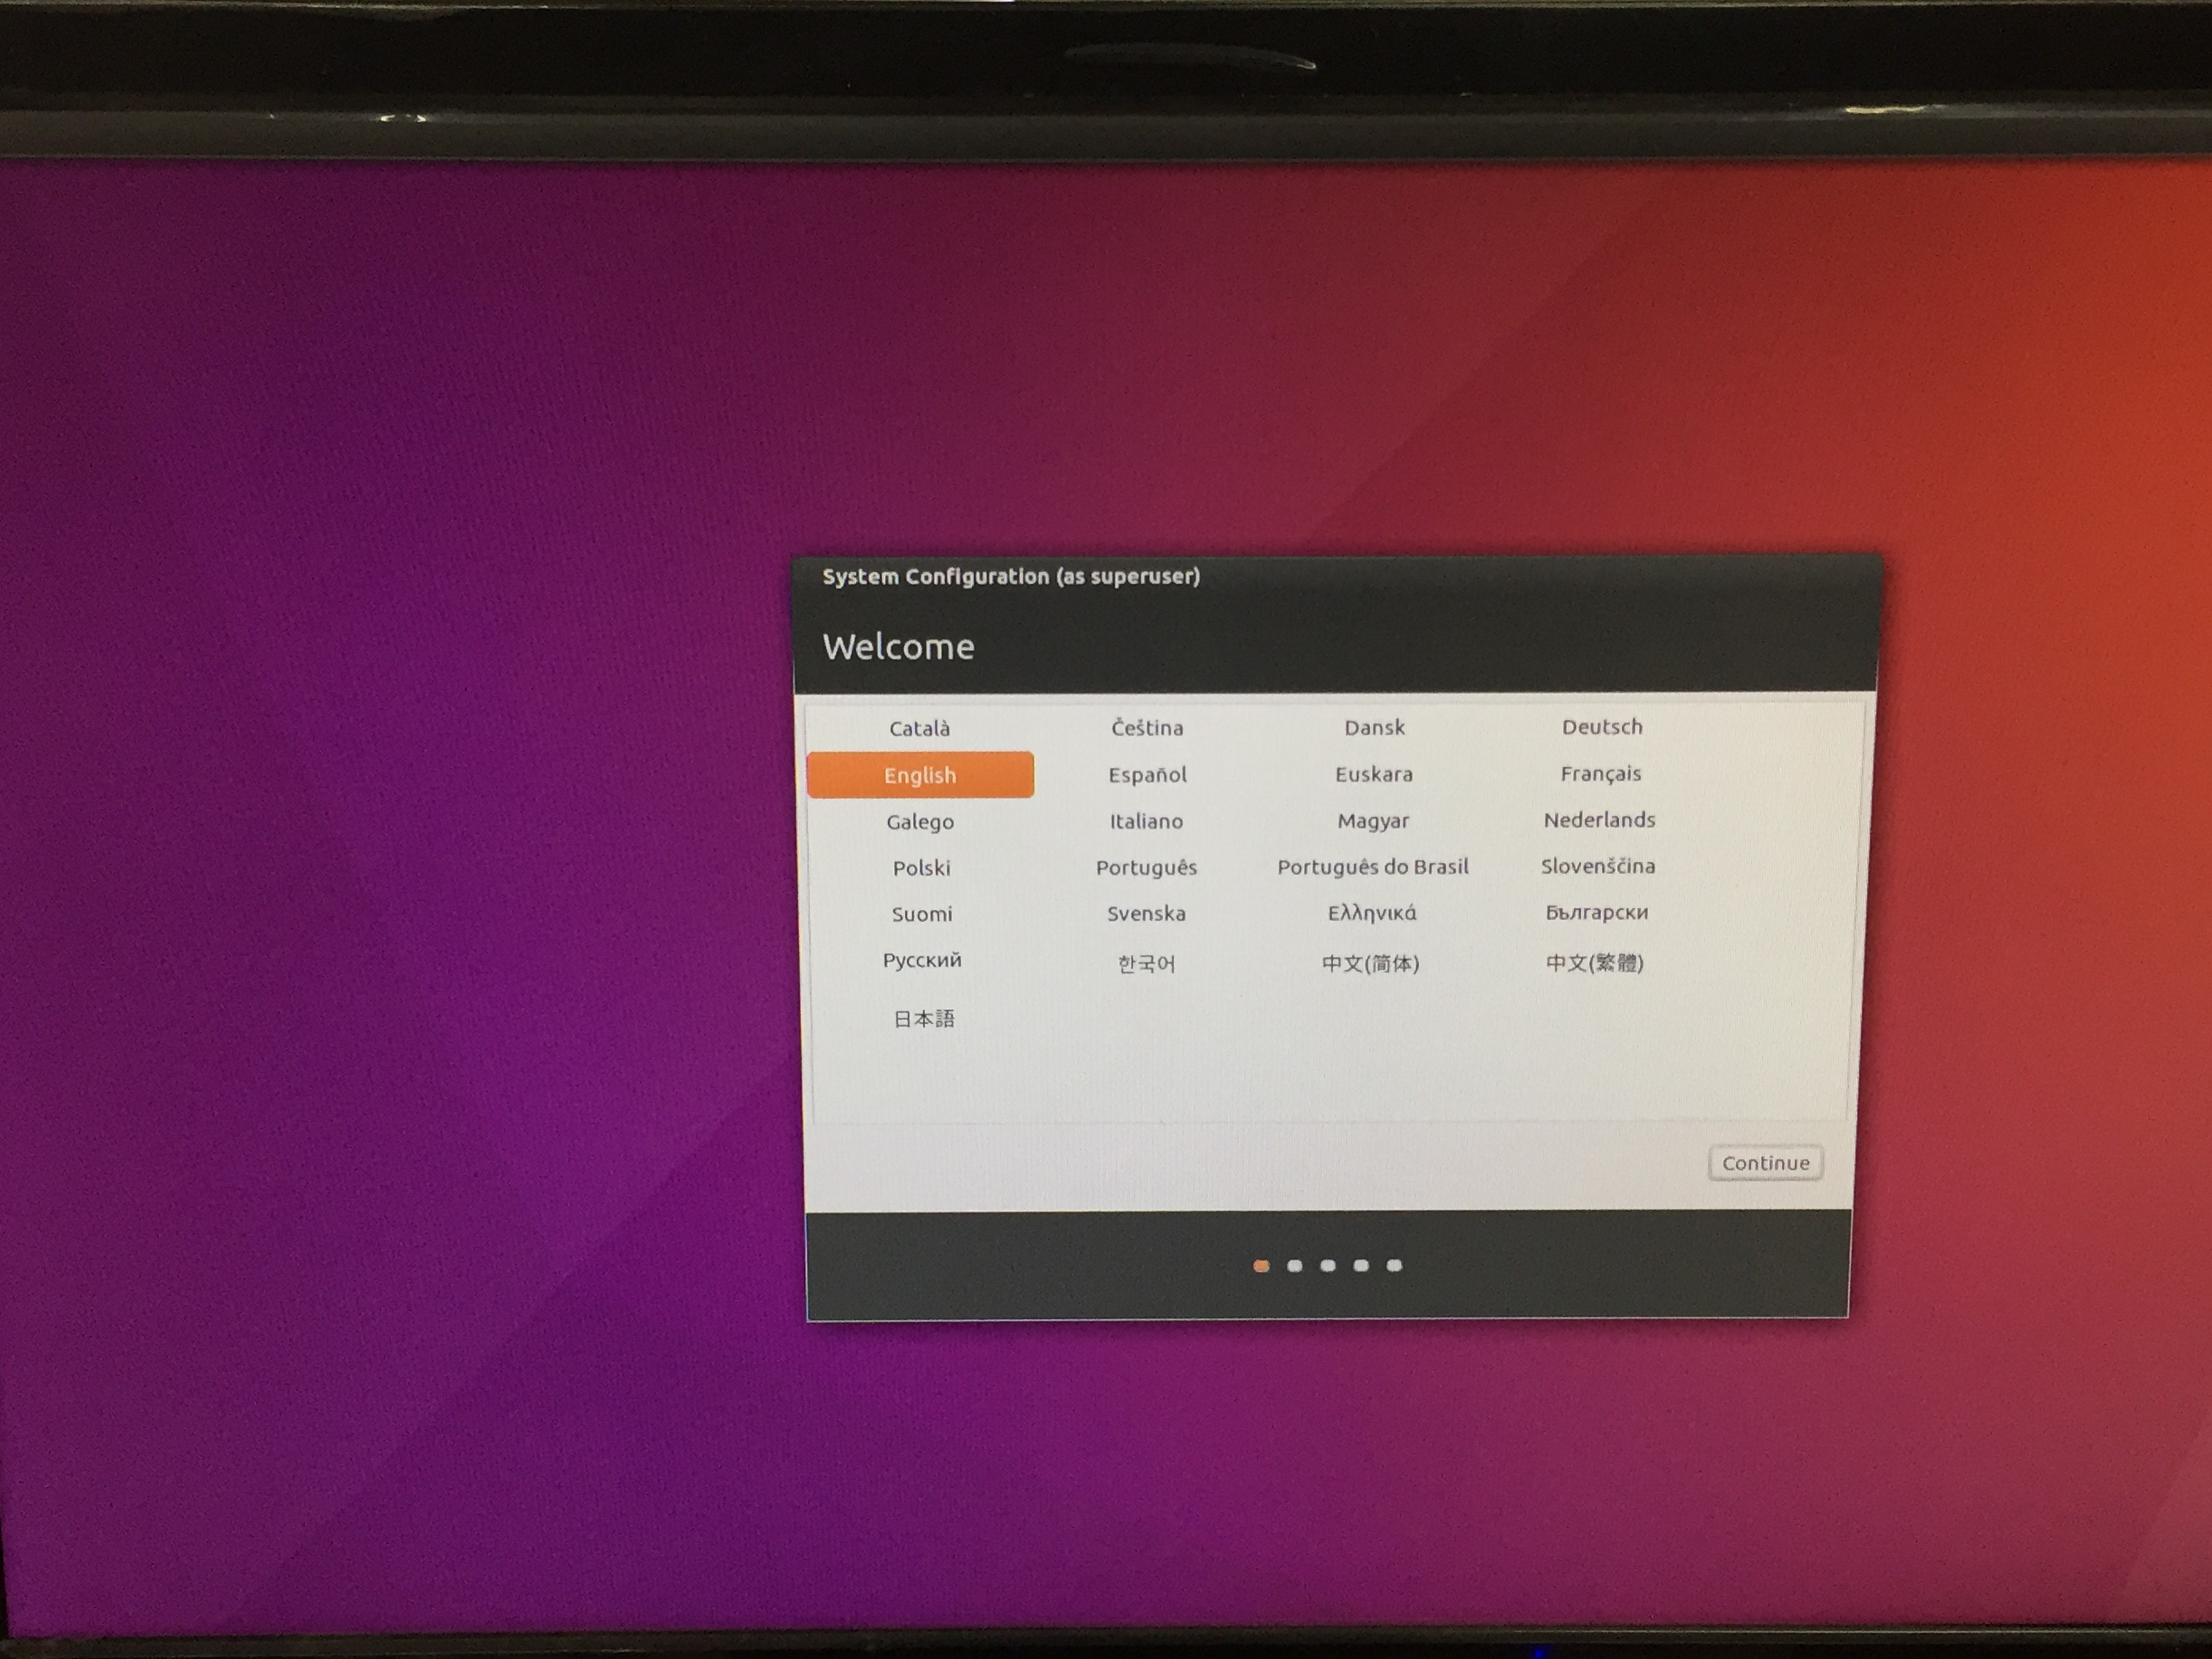 System Configuration (as superuser)
Welcome
Català Čeština Dansk Deutsch
English Español Euskara Français
Galego Italiano Magyar Nederlands
Polski Português Português do Brasil Slovenščina
Suomi Svenska Ελληνικά Български
Русский 한국어 中文(简体) 中文(繁體)
日本語
Continue